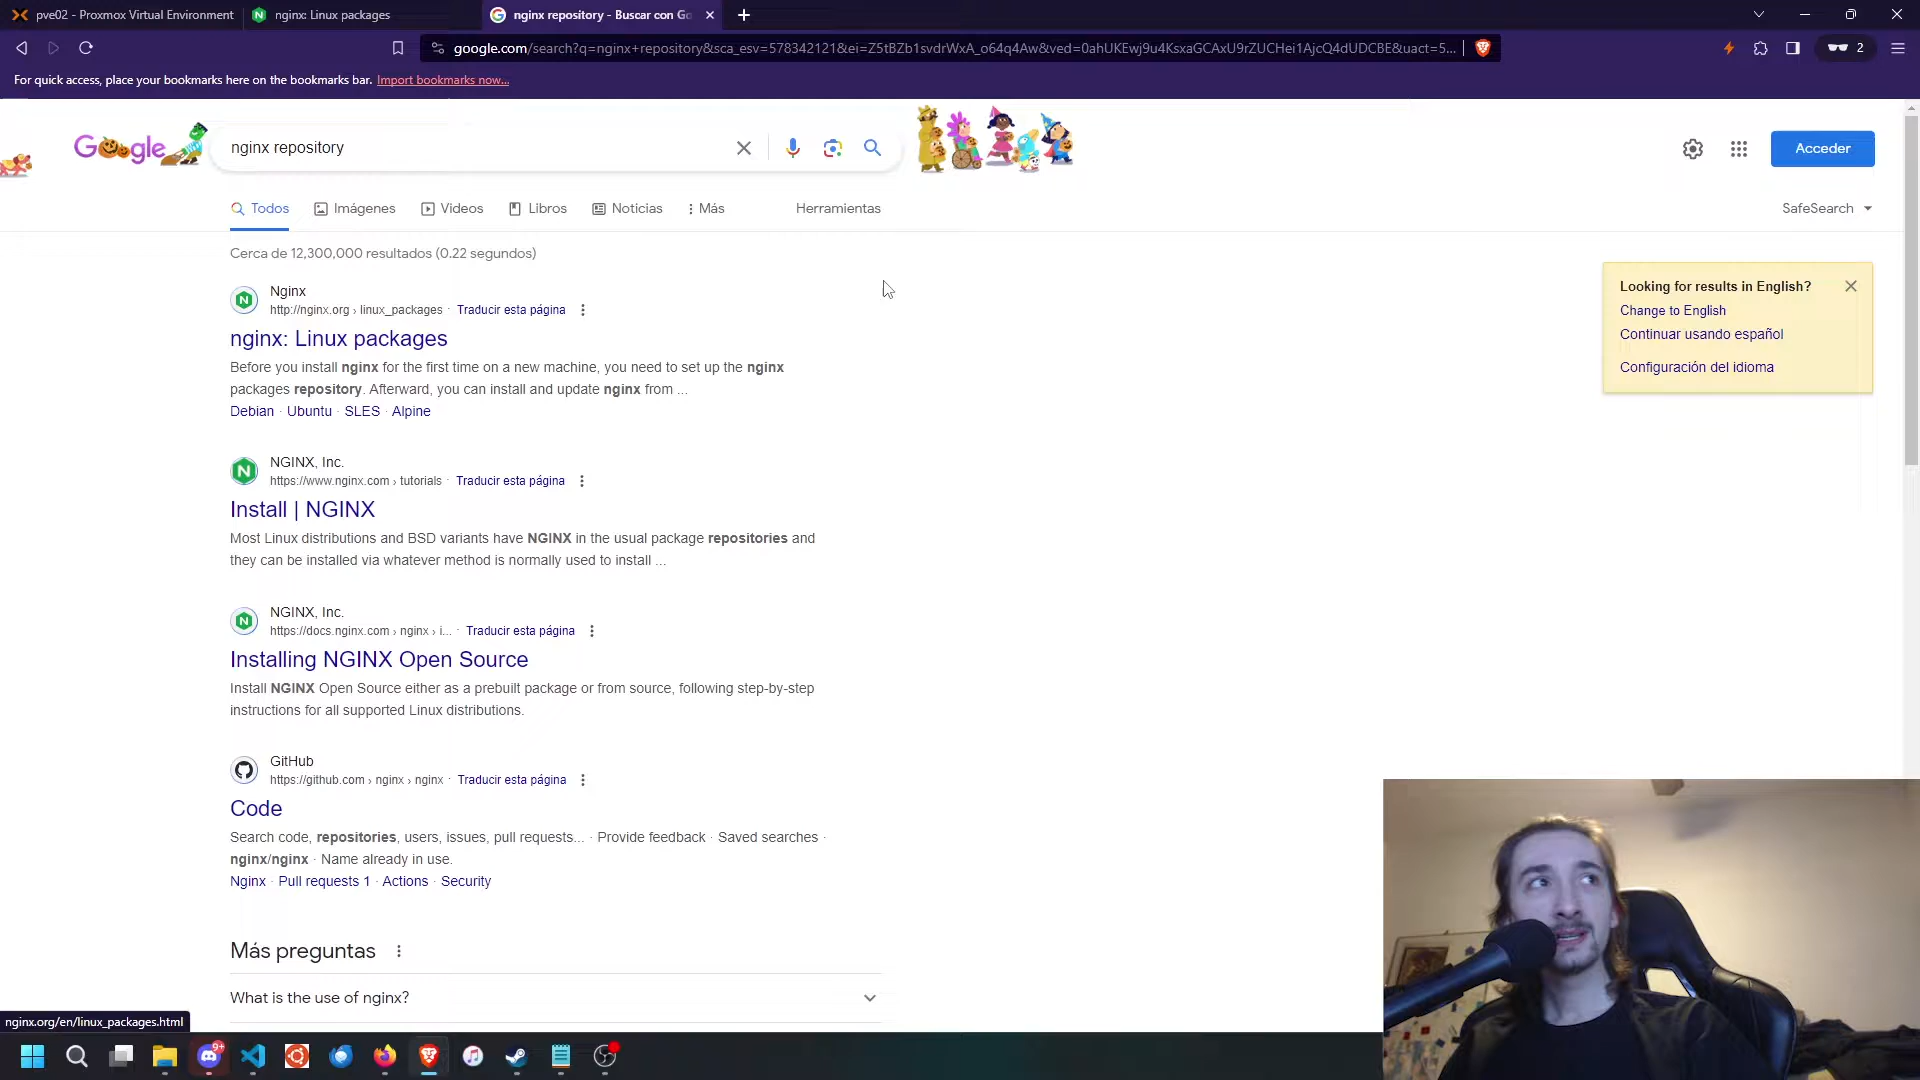 pve02 - Proxmox Virtual Environment
nginx: Linux packages
nginx repository - Buscar con Go
google.com/search?q=nginx+repository&sca_esv=578342121&ei=Z5tBZb1svdrWxA_o64q4Aw&ved=0ahUKEwj9u4KsxaGCAxU9rZUCHei1AjcQ4dUDCBE&uact=5...
2
For quick access, place your bookmarks here on the bookmarks bar. Import bookmarks now...
Google
nginx repository
Acceder
Todos
Imágenes
Videos
Libros
Noticias
Más
Herramientas
SafeSearch
Cerca de 12,300,000 resultados (0.22 segundos)
Looking for results in English?
Change to English
Continuar usando español
Configuración del idioma
Nginx
http://nginx.org › linux_packages · Traducir esta página
nginx: Linux packages
Before you install nginx for the first time on a new machine, you need to set up the nginx
packages repository. Afterward, you can install and update nginx from ...
Debian · Ubuntu · SLES · Alpine
NGINX, Inc.
https://www.nginx.com › tutorials · Traducir esta página
Install | NGINX
Most Linux distributions and BSD variants have NGINX in the usual package repositories and
they can be installed via whatever method is normally used to install ...
NGINX, Inc.
https://docs.nginx.com › nginx › i... · Traducir esta página
Installing NGINX Open Source
Install NGINX Open Source either as a prebuilt package or from source, following step-by-step
instructions for all supported Linux distributions.
GitHub
https://github.com › nginx › nginx · Traducir esta página
Code
Search code, repositories, users, issues, pull requests... · Provide feedback · Saved searches ·
nginx/nginx · Name already in use.
Nginx · Pull requests 1 · Actions · Security
Más preguntas
What is the use of nginx?
nginx.org/en/linux_packages.html
9+